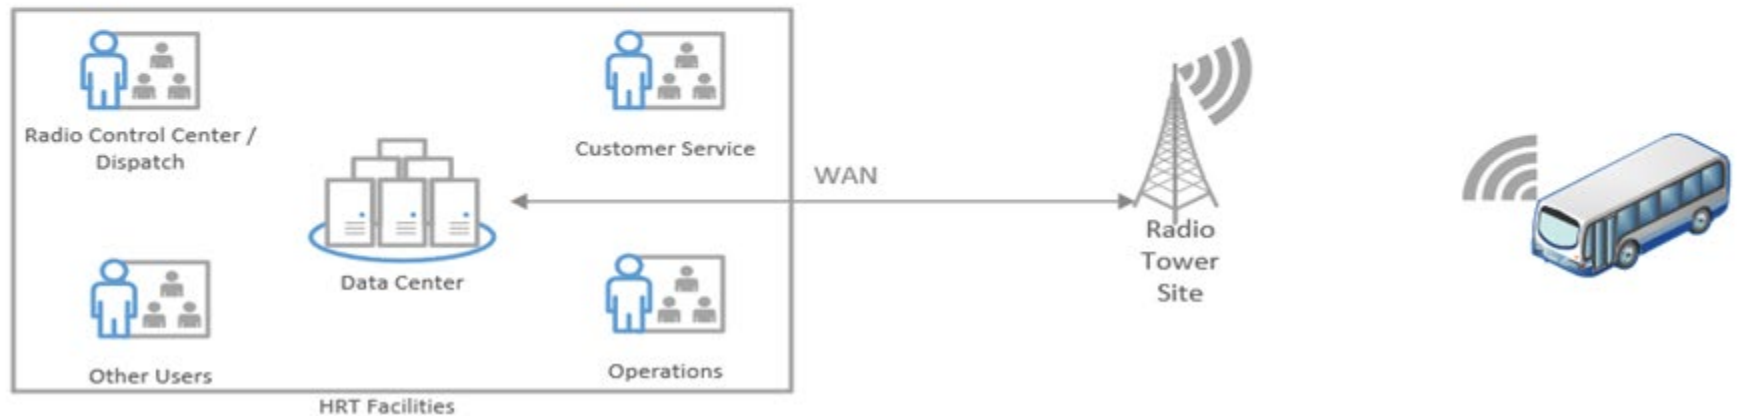 Radio Control Center /
Dispatch
Customer Service
Data Center
Other Users
Operations
HRT Facilities
WAN
Radio
Tower
Site